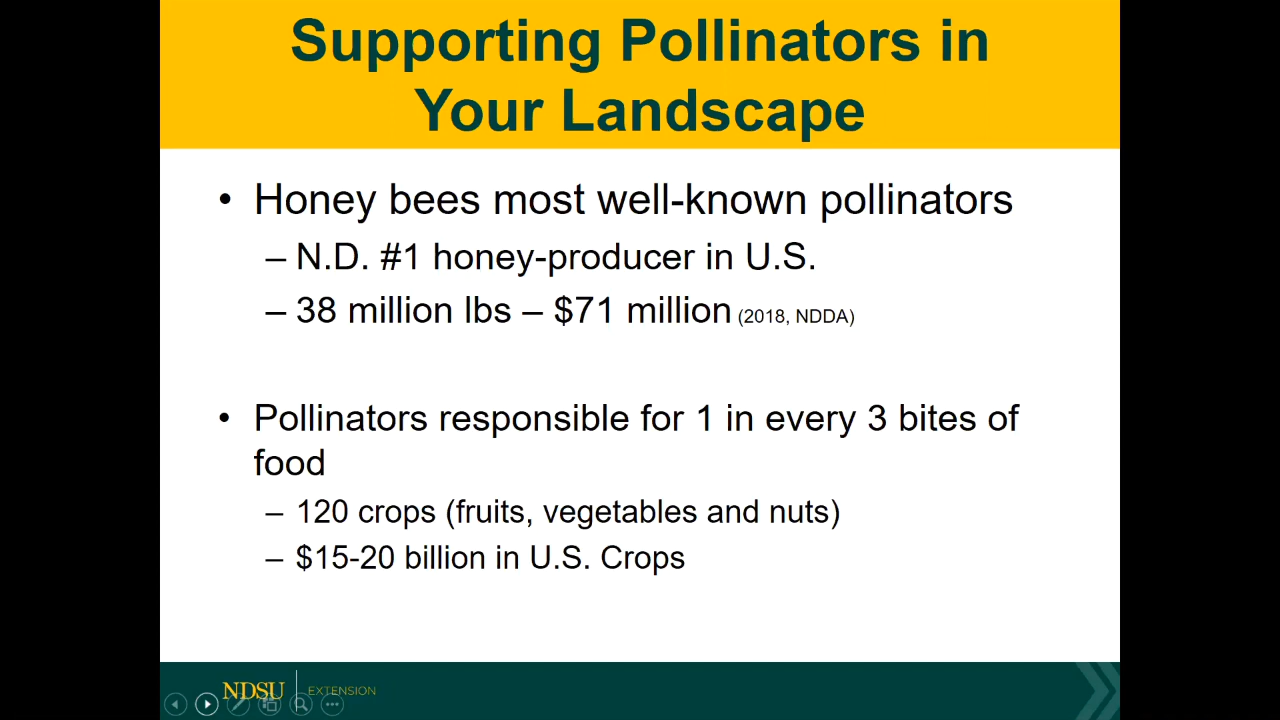 Supporting Pollinators in
Your Landscape
• Honey bees most well-known pollinators
– N.D. #1 honey-producer in U.S.
– 38 million lbs – $71 million (2018, NDDA)
• Pollinators responsible for 1 in every 3 bites of
food
– 120 crops (fruits, vegetables and nuts)
– $15-20 billion in U.S. Crops
NDSU EXTENSION